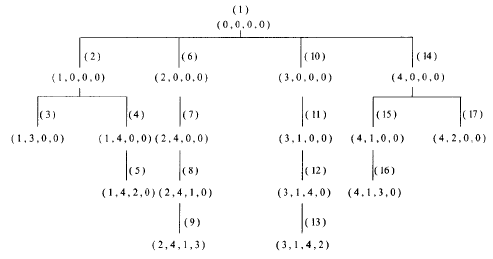 (1)
(0,0,0,0)
(2) (6) (10) (14)
(1,0,0,0) (2,0,0,0) (3,0,0,0) (4,0,0,0)
(3) (4) (7) (11) (15) (17)
(1,3,0,0) (1,4,0,0) (2,4,0,0) (3,1,0,0) (4,1,0,0) (4,2,0,0)
(5) (8) (12) (16)
(1,4,2,0) (2,4,1,0) (3,1,4,0) (4,1,3,0)
(9) (13)
(2,4,1,3) (3,1,4,2)